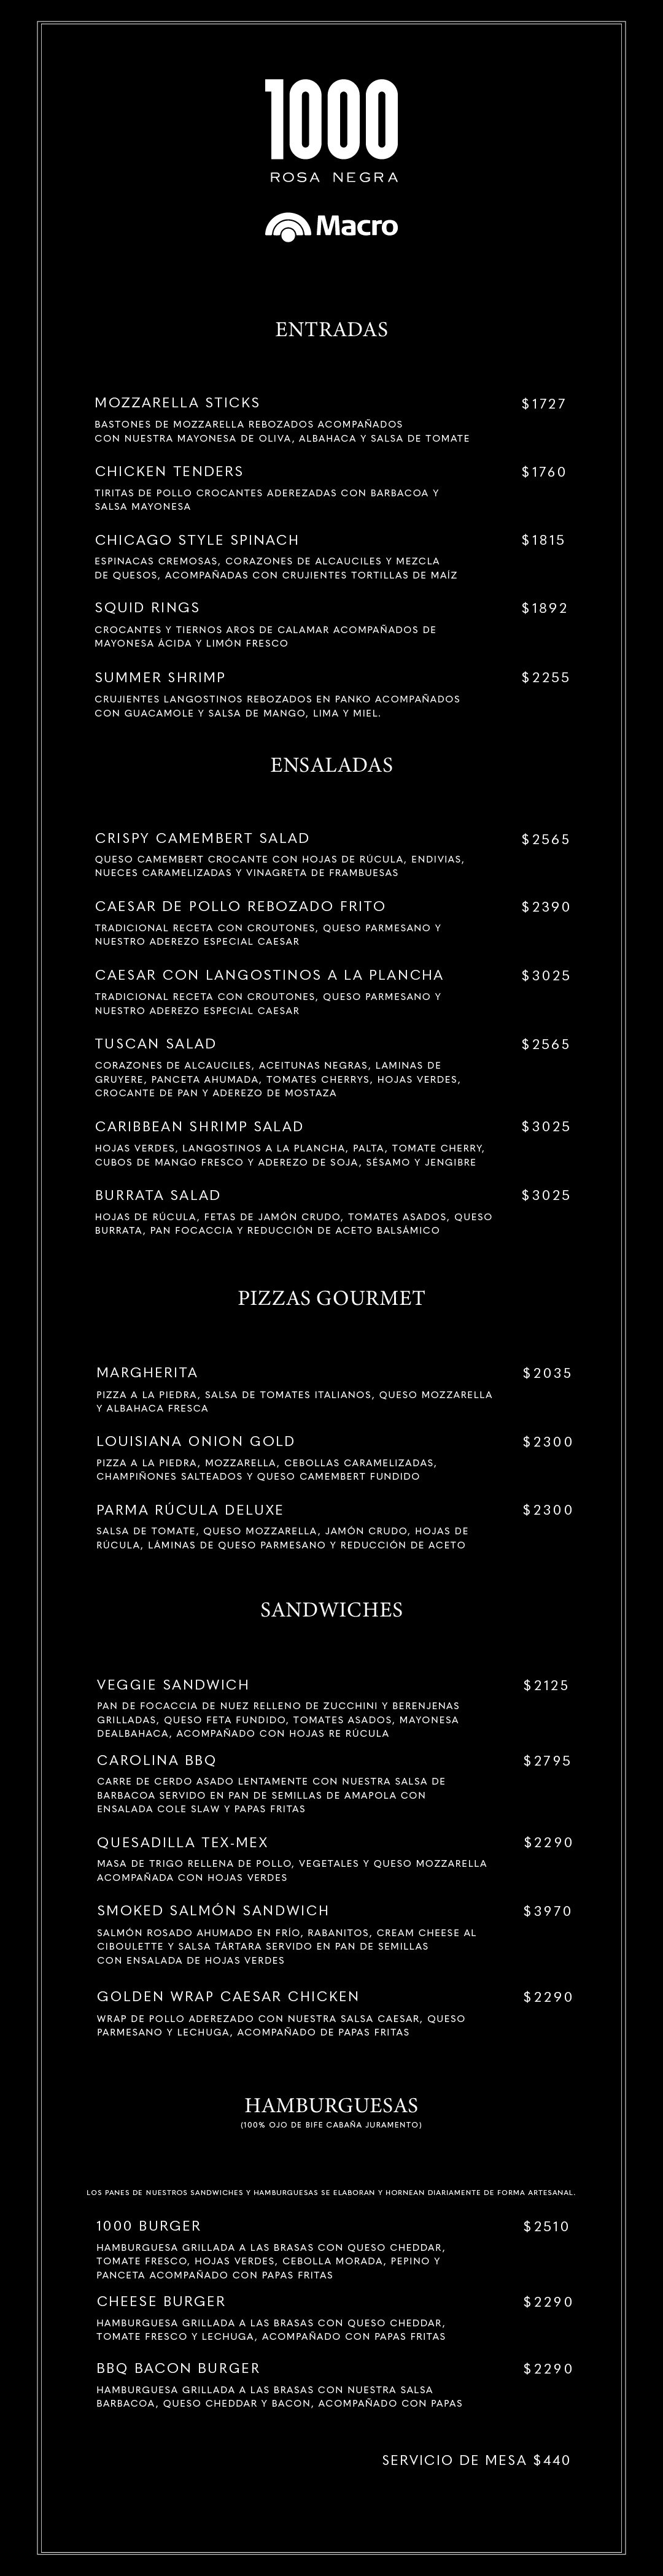 1000
ROSA NEGRA
Macro
ENTRADAS
MOZZARELLA STICKS $1727
BASTONES DE MOZZARELLA REBOZADOS ACOMPAÑADOS
CON NUESTRA MAYONESA DE OLIVA, ALBAHACA Y SALSA DE TOMATE
CHICKEN TENDERS $1760
TIRITAS DE POLLO CROCANTES ADEREZADAS CON BARBACOA Y
SALSA MAYONESA
CHICAGO STYLE SPINACH $1815
ESPINACAS CREMOSAS, CORAZONES DE ALCAUCILES Y MEZCLA
DE QUESOS, ACOMPAÑADAS CON CRUJIENTES TORTILLAS DE MAÍZ
SQUID RINGS $1892
CROCANTES Y TIERNOS AROS DE CALAMAR ACOMPAÑADOS DE
MAYONESA ÁCIDA Y LIMÓN FRESCO
SUMMER SHRIMP $2255
CRUJIENTES LANGOSTINOS REBOZADOS EN PANKO ACOMPAÑADOS
CON GUACAMOLE Y SALSA DE MANGO, LIMA Y MIEL.
ENSALADAS
CRISPY CAMEMBERT SALAD $2565
QUESO CAMEMBERT CROCANTE CON HOJAS DE RÚCULA, ENDIVIAS,
NUECES CARAMELIZADAS Y VINAGRETA DE FRAMBUESAS
CAESAR DE POLLO REBOZADO FRITO $2390
TRADICIONAL RECETA CON CROUTONES, QUESO PARMESANO Y
NUESTRO ADEREZO ESPECIAL CAESAR
CAESAR CON LANGOSTINOS A LA PLANCHA $3025
TRADICIONAL RECETA CON CROUTONES, QUESO PARMESANO Y
NUESTRO ADEREZO ESPECIAL CAESAR
TUSCAN SALAD $2565
CORAZONES DE ALCAUCILES, ACEITUNAS NEGRAS, LAMINAS DE
GRUYERE, PANCETA AHUMADA, TOMATES CHERRYS, HOJAS VERDES,
CROCANTE DE PAN Y ADEREZO DE MOSTAZA
CARIBBEAN SHRIMP SALAD $3025
HOJAS VERDES, LANGOSTINOS A LA PLANCHA, PALTA, TOMATE CHERRY,
CUBOS DE MANGO FRESCO Y ADEREZO DE SOJA, SÉSAMO Y JENGIBRE
BURRATA SALAD $3025
HOJAS DE RÚCULA, FETAS DE JAMÓN CRUDO, TOMATES ASADOS, QUESO
BURRATA, PAN FOCACCIA Y REDUCCIÓN DE ACETO BALSÁMICO
PIZZAS GOURMET
MARGHERITA $2035
PIZZA A LA PIEDRA, SALSA DE TOMATES ITALIANOS, QUESO MOZZARELLA
Y ALBAHACA FRESCA
LOUISIANA ONION GOLD $2300
PIZZA A LA PIEDRA, MOZZARELLA, CEBOLLAS CARAMELIZADAS,
CHAMPIÑONES SALTEADOS Y QUESO CAMEMBERT FUNDIDO
PARMA RÚCULA DELUXE $2300
SALSA DE TOMATE, QUESO MOZZARELLA, JAMÓN CRUDO, HOJAS DE
RÚCULA, LÁMINAS DE QUESO PARMESANO Y REDUCCIÓN DE ACETO
SANDWICHES
VEGGIE SANDWICH $2125
PAN DE FOCACCIA DE NUEZ RELLENO DE ZUCCHINI Y BERENJENAS
GRILLADAS, QUESO FETA FUNDIDO, TOMATES ASADOS, MAYONESA
DEALBAHACA, ACOMPAÑADO CON HOJAS RE RÚCULA
CAROLINA BBQ $2795
CARRE DE CERDO ASADO LENTAMENTE CON NUESTRA SALSA DE
BARBACOA SERVIDO EN PAN DE SEMILLAS DE AMAPOLA CON
ENSALADA COLE SLAW Y PAPAS FRITAS
QUESADILLA TEX-MEX $2290
MASA DE TRIGO RELLENA DE POLLO, VEGETALES Y QUESO MOZZARELLA
ACOMPAÑADA CON HOJAS VERDES
SMOKED SALMÓN SANDWICH $3970
SALMÓN ROSADO AHUMADO EN FRÍO, RABANITOS, CREAM CHEESE AL
CIBOULETTE Y SALSA TÁRTARA SERVIDO EN PAN DE SEMILLAS
CON ENSALADA DE HOJAS VERDES
GOLDEN WRAP CAESAR CHICKEN $2290
WRAP DE POLLO ADEREZADO CON NUESTRA SALSA CAESAR, QUESO
PARMESANO Y LECHUGA, ACOMPAÑADO DE PAPAS FRITAS
HAMBURGUESAS
(100% OJO DE BIFE CABAÑA JURAMENTO)
LOS PANES DE NUESTROS SANDWICHES Y HAMBURGUESAS SE ELABORAN Y HORNEAN DIARIAMENTE DE FORMA ARTESANAL.
1000 BURGER $2510
HAMBURGUESA GRILLADA A LAS BRASAS CON QUESO CHEDDAR,
TOMATE FRESCO, HOJAS VERDES, CEBOLLA MORADA, PEPINO Y
PANCETA ACOMPAÑADO CON PAPAS FRITAS
CHEESE BURGER $2290
HAMBURGUESA GRILLADA A LAS BRASAS CON QUESO CHEDDAR,
TOMATE FRESCO Y LECHUGA, ACOMPAÑADO CON PAPAS FRITAS
BBQ BACON BURGER $2290
HAMBURGUESA GRILLADA A LAS BRASAS CON NUESTRA SALSA
BARBACOA, QUESO CHEDDAR Y BACON, ACOMPAÑADO CON PAPAS
SERVICIO DE MESA $440